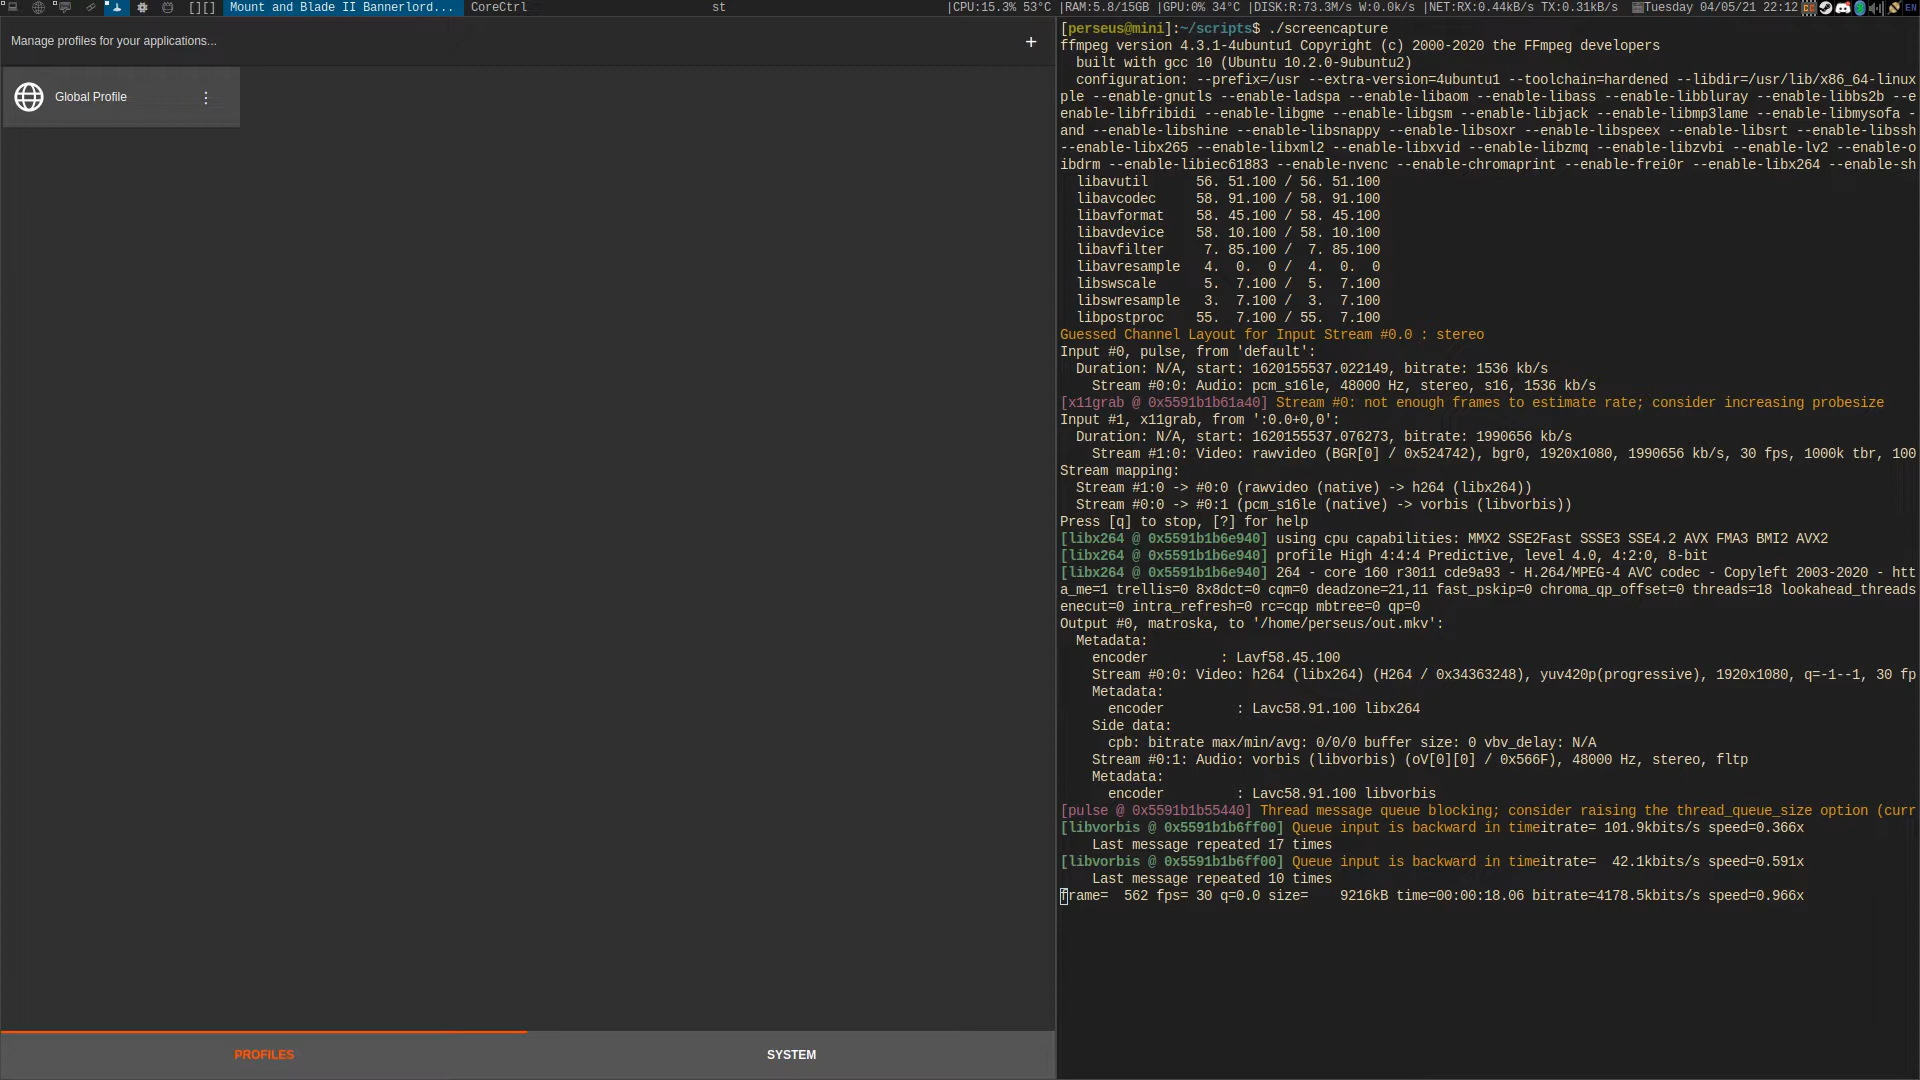 [][] Mount and Blade II Bannerlord... CoreCtrl st |CPU:15.3% 53°C |RAM:5.8/15GB |GPU:0% 34°C |DISK:R:73.3M/s W:0.0k/s |NET:RX:0.44kB/s TX:0.31kB/s Tuesday 04/05/21 22:12 EN
Manage profiles for your applications... +
Global Profile
PROFILES SYSTEM
[perseus@mini]:~/scripts$ ./screencapture
ffmpeg version 4.3.1-4ubuntu1 Copyright (c) 2000-2020 the FFmpeg developers
built with gcc 10 (Ubuntu 10.2.0-9ubuntu2)
configuration: --prefix=/usr --extra-version=4ubuntu1 --toolchain=hardened --libdir=/usr/lib/x86_64-linux
ple --enable-gnutls --enable-ladspa --enable-libaom --enable-libass --enable-libbluray --enable-libbs2b --e
enable-libfribidi --enable-libgme --enable-libgsm --enable-libjack --enable-libmp3lame --enable-libmysofa -
and --enable-libshine --enable-libsnappy --enable-libsoxr --enable-libspeex --enable-libsrt --enable-libssh
--enable-libx265 --enable-libxml2 --enable-libxvid --enable-libzmq --enable-libzvbi --enable-lv2 --enable-o
ibdrm --enable-libiec61883 --enable-nvenc --enable-chromaprint --enable-frei0r --enable-libx264 --enable-sh
libavutil 56. 51.100 / 56. 51.100
libavcodec 58. 91.100 / 58. 91.100
libavformat 58. 45.100 / 58. 45.100
libavdevice 58. 10.100 / 58. 10.100
libavfilter 7. 85.100 / 7. 85.100
libavresample 4. 0. 0 / 4. 0. 0
libswscale 5. 7.100 / 5. 7.100
libswresample 3. 7.100 / 3. 7.100
libpostproc 55. 7.100 / 55. 7.100
Guessed Channel Layout for Input Stream #0.0 : stereo
Input #0, pulse, from 'default':
Duration: N/A, start: 1620155537.022149, bitrate: 1536 kb/s
Stream #0:0: Audio: pcm_s16le, 48000 Hz, stereo, s16, 1536 kb/s
[x11grab @ 0x5591b1b61a40] Stream #0: not enough frames to estimate rate; consider increasing probesize
Input #1, x11grab, from ':0.0+0,0':
Duration: N/A, start: 1620155537.076273, bitrate: 1990656 kb/s
Stream #1:0: Video: rawvideo (BGR[0] / 0x524742), bgr0, 1920x1080, 1990656 kb/s, 30 fps, 1000k tbr, 100
Stream mapping:
Stream #1:0 -> #0:0 (rawvideo (native) -> h264 (libx264))
Stream #0:0 -> #0:1 (pcm_s16le (native) -> vorbis (libvorbis))
Press [q] to stop, [?] for help
[libx264 @ 0x5591b1b6e940] using cpu capabilities: MMX2 SSE2Fast SSSE3 SSE4.2 AVX FMA3 BMI2 AVX2
[libx264 @ 0x5591b1b6e940] profile High 4:4:4 Predictive, level 4.0, 4:2:0, 8-bit
[libx264 @ 0x5591b1b6e940] 264 - core 160 r3011 cde9a93 - H.264/MPEG-4 AVC codec - Copyleft 2003-2020 - htt
a_me=1 trellis=0 8x8dct=0 cqm=0 deadzone=21,11 fast_pskip=0 chroma_qp_offset=0 threads=18 lookahead_threads
enecut=0 intra_refresh=0 rc=cqp mbtree=0 qp=0
Output #0, matroska, to '/home/perseus/out.mkv':
Metadata:
encoder : Lavf58.45.100
Stream #0:0: Video: h264 (libx264) (H264 / 0x34363248), yuv420p(progressive), 1920x1080, q=-1--1, 30 fp
Metadata:
encoder : Lavc58.91.100 libx264
Side data:
cpb: bitrate max/min/avg: 0/0/0 buffer size: 0 vbv_delay: N/A
Stream #0:1: Audio: vorbis (libvorbis) (oV[0][0] / 0x566F), 48000 Hz, stereo, fltp
Metadata:
encoder : Lavc58.91.100 libvorbis
[pulse @ 0x5591b1b55440] Thread message queue blocking; consider raising the thread_queue_size option (curr
[libvorbis @ 0x5591b1b6ff00] Queue input is backward in timeitrate= 101.9kbits/s speed=0.366x
Last message repeated 17 times
[libvorbis @ 0x5591b1b6ff00] Queue input is backward in timeitrate= 42.1kbits/s speed=0.591x
Last message repeated 10 times
frame= 562 fps= 30 q=0.0 size= 9216kB time=00:00:18.06 bitrate=4178.5kbits/s speed=0.966x